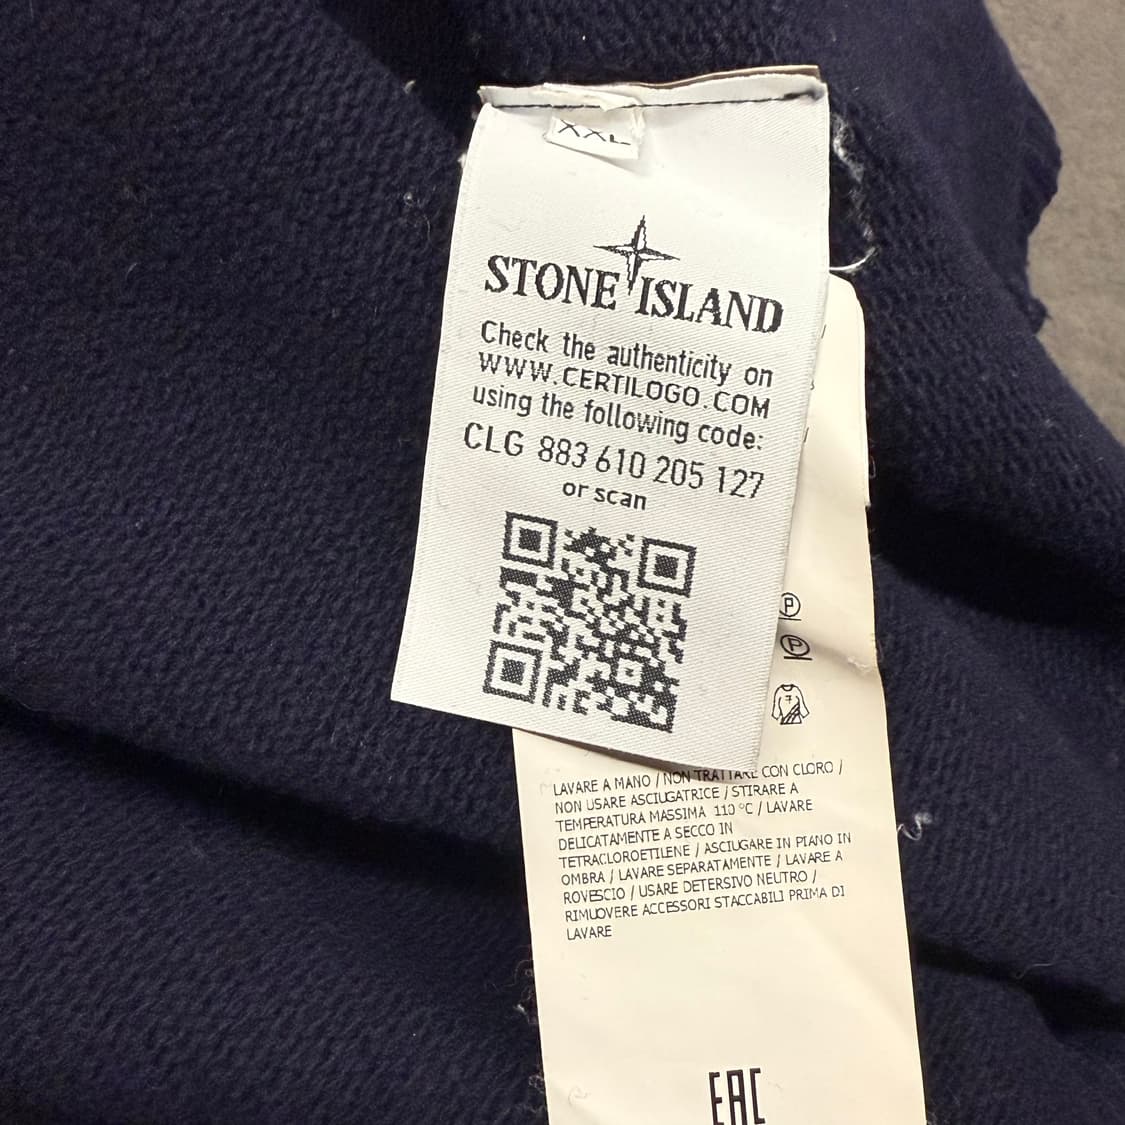 XXL
STONE ISLAND
Check the authenticity on
WWW.CERTILOGO.COM
using the following code:
CLG 883 610 205 127
or scan
P
P
LAVARE A MANO / NON TRATTARE CON CLORO /
NON USARE ASCIUGATRICE / STIRARE A
TEMPERATURA MASSIMA 110 °C / LAVARE
DELICATAMENTE A SECCO IN
TETRACLOROETILENE / ASCIUGARE IN PIANO IN
OMBRA / LAVARE SEPARATAMENTE / LAVARE A
ROVESCIO / USARE DETERSIVO NEUTRO /
RIMUOVERE ACCESSORI STACCABILI PRIMA DI
LAVARE
EAC